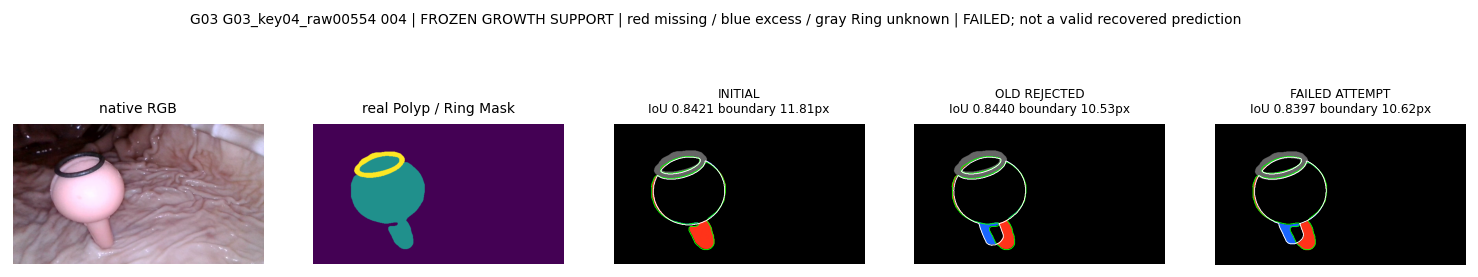 G03 G03_key04_raw00554 004 | FROZEN GROWTH SUPPORT | red missing / blue excess / gray Ring unknown | FAILED; not a valid recovered prediction
native RGB
real Polyp / Ring Mask
INITIAL
IoU 0.8421 boundary 11.81px
OLD REJECTED
IoU 0.8440 boundary 10.53px
FAILED ATTEMPT
IoU 0.8397 boundary 10.62px